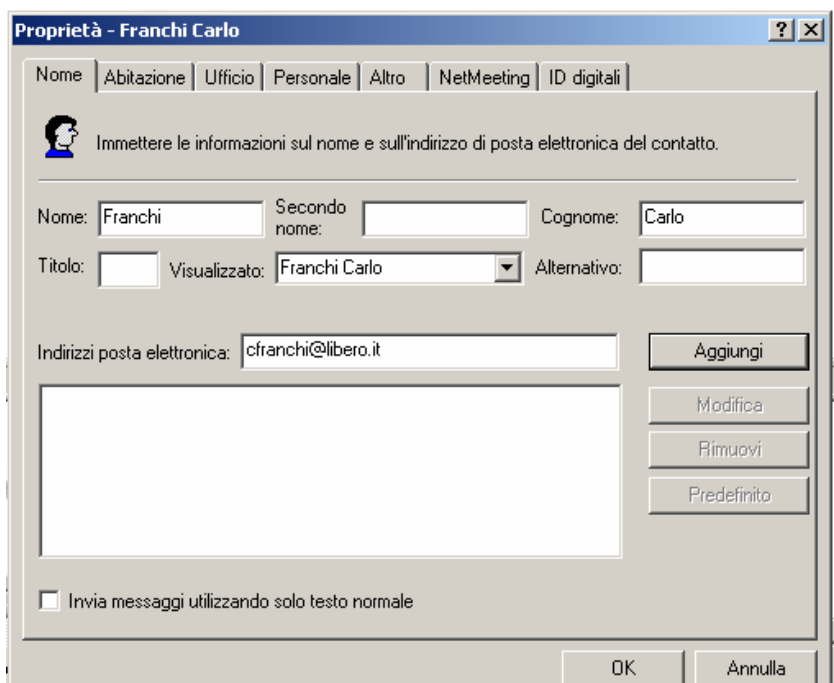 Proprietà - Franchi Carlo
Nome Abitazione Ufficio Personale Altro NetMeeting ID digitali
Immettere le informazioni sul nome e sull'indirizzo di posta elettronica del contatto.
Nome: Franchi Secondo nome: Cognome: Carlo
Titolo: Visualizzato: Franchi Carlo Alternativo:
Indirizzi posta elettronica: cfranchi@libero.it Aggiungi
Modifica
Rimuovi
Predefinito
Invia messaggi utilizzando solo testo normale
OK Annulla